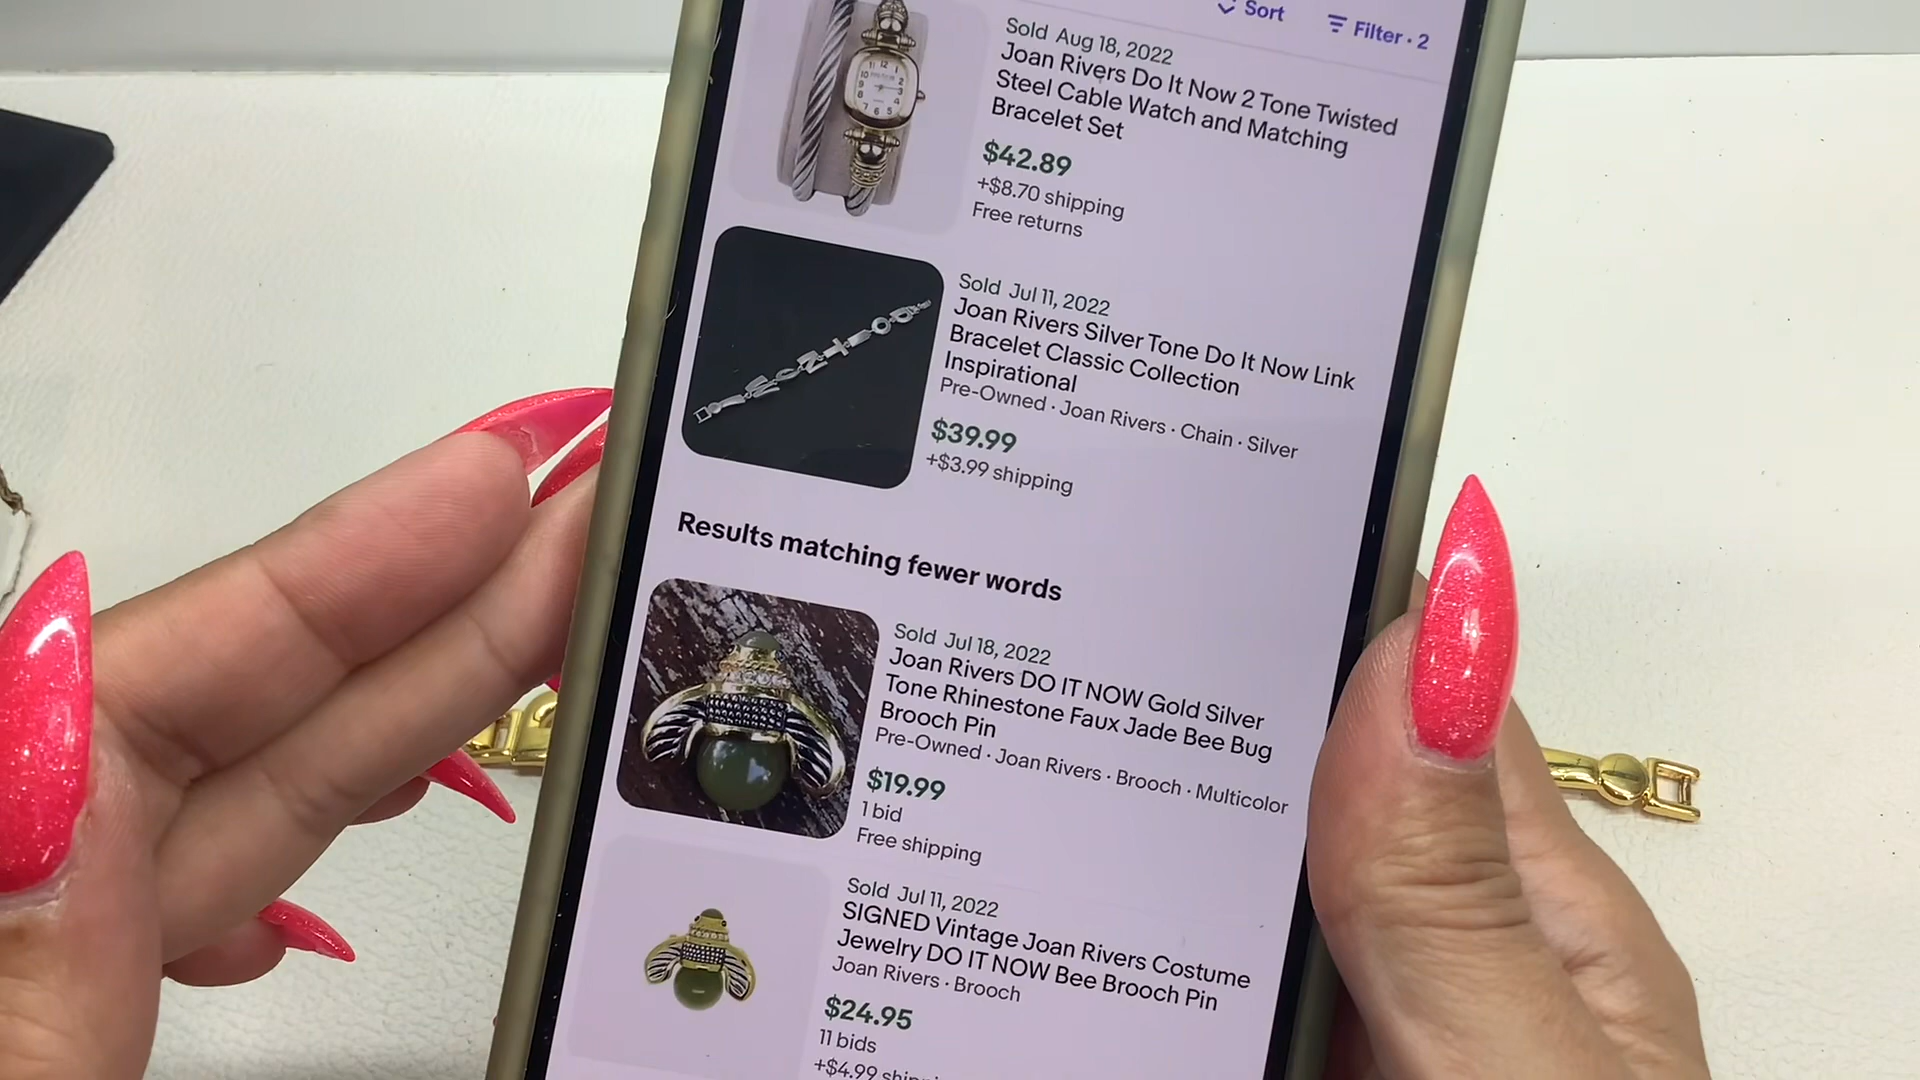 Sort
Filter · 2
Sold Aug 18, 2022
Joan Rivers Do It Now 2 Tone Twisted
Steel Cable Watch and Matching
Bracelet Set
$42.89
+$8.70 shipping
Free returns
Sold Jul 11, 2022
Joan Rivers Silver Tone Do It Now Link
Bracelet Classic Collection
Inspirational
Pre-Owned · Joan Rivers · Chain · Silver
$39.99
+$3.99 shipping
Results matching fewer words
Sold Jul 18, 2022
Joan Rivers DO IT NOW Gold Silver
Tone Rhinestone Faux Jade Bee Bug
Brooch Pin
Pre-Owned · Joan Rivers · Brooch · Multicolor
$19.99
1 bid
Free shipping
Sold Jul 11, 2022
SIGNED Vintage Joan Rivers Costume
Jewelry DO IT NOW Bee Brooch Pin
Joan Rivers · Brooch
$24.95
11 bids
+$4.99